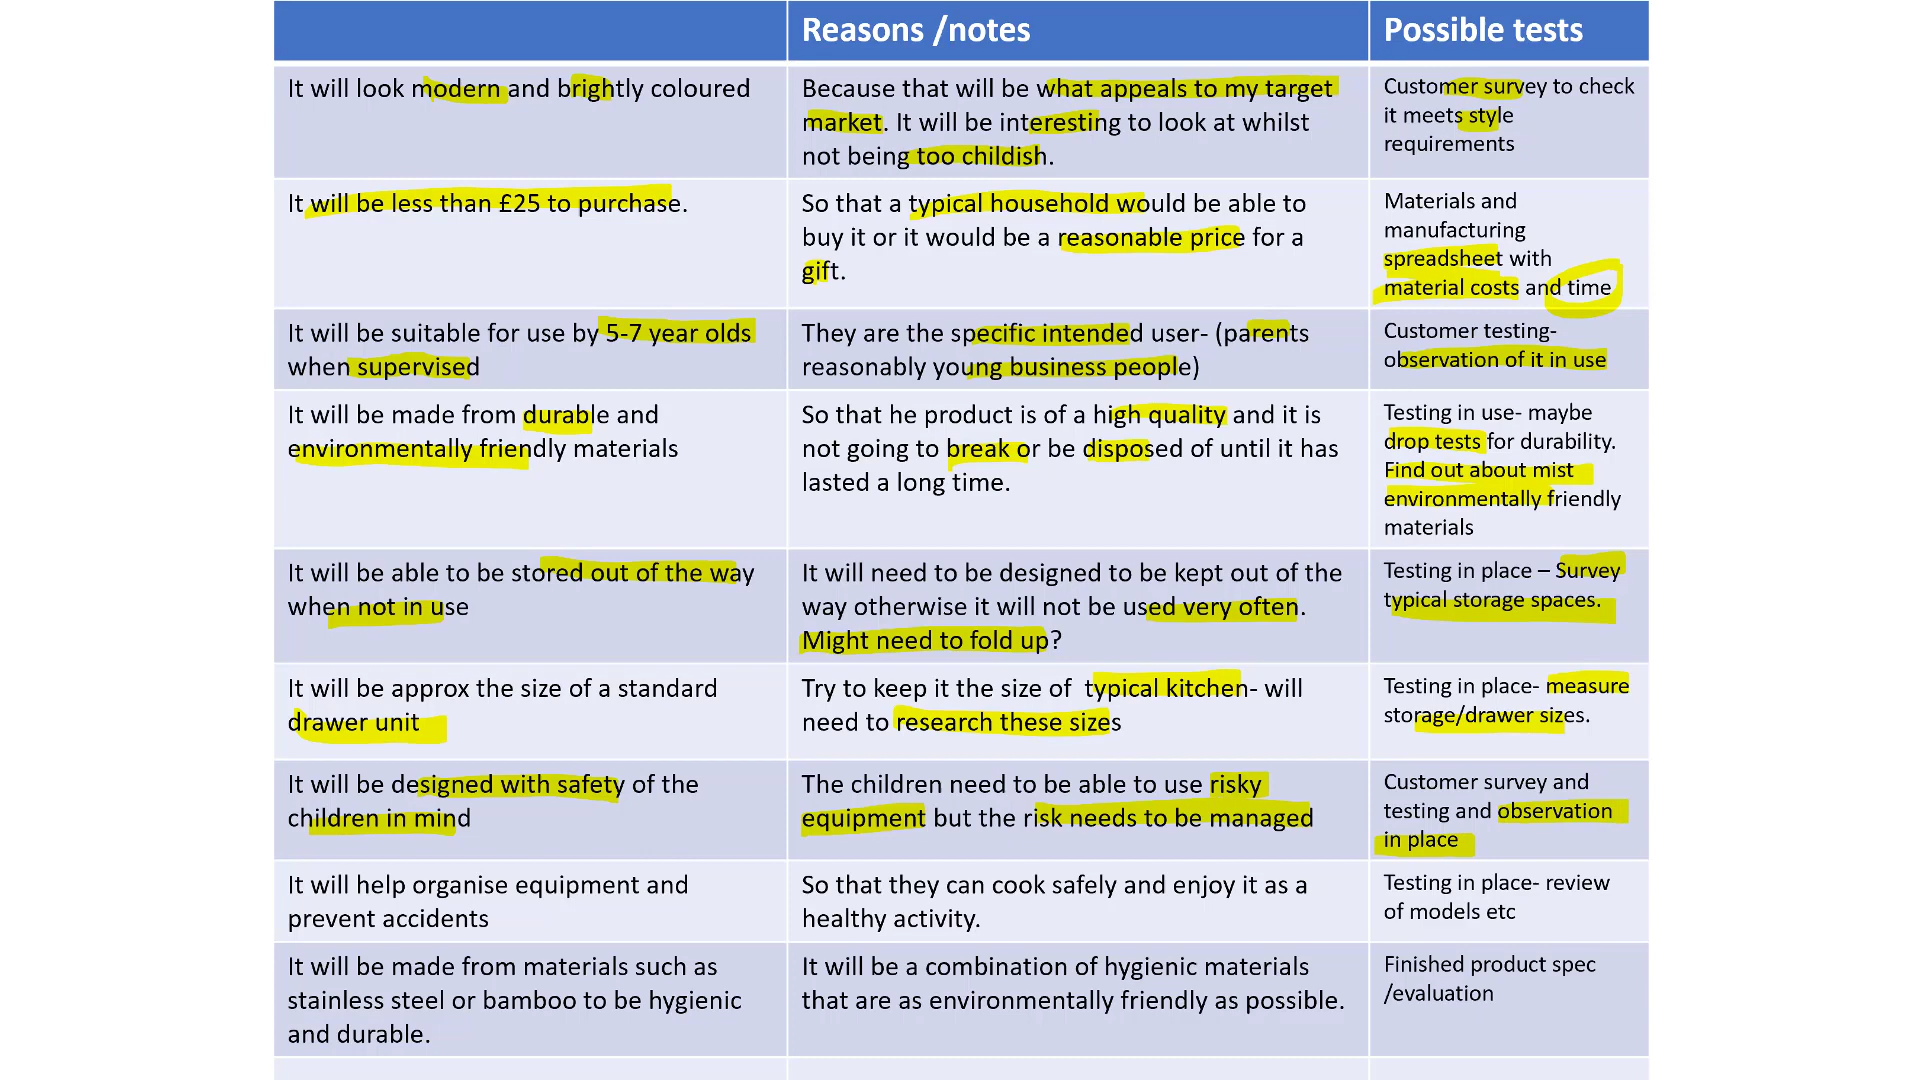 Reasons /notes
Possible tests
It will look modern and brightly coloured
Because that will be what appeals to my target
market. It will be interesting to look at whilst
not being too childish.
Customer survey to check
it meets style
requirements
It will be less than £25 to purchase.
So that a typical household would be able to
buy it or it would be a reasonable price for a
gift.
Materials and
manufacturing
spreadsheet with
material costs and time
It will be suitable for use by 5-7 year olds
when supervised
They are the specific intended user- (parents
reasonably young business people)
Customer testing-
observation of it in use
It will be made from durable and
environmentally friendly materials
So that he product is of a high quality and it is
not going to break or be disposed of until it has
lasted a long time.
Testing in use- maybe
drop tests for durability.
Find out about mist
environmentally friendly
materials
It will be able to be stored out of the way
when not in use
It will need to be designed to be kept out of the
way otherwise it will not be used very often.
Might need to fold up?
Testing in place – Survey
typical storage spaces.
It will be approx the size of a standard
drawer unit
Try to keep it the size of  typical kitchen- will
need to research these sizes
Testing in place- measure
storage/drawer sizes.
It will be designed with safety of the
children in mind
The children need to be able to use risky
equipment but the risk needs to be managed
Customer survey and
testing and observation
in place
It will help organise equipment and
prevent accidents
So that they can cook safely and enjoy it as a
healthy activity.
Testing in place- review
of models etc
It will be made from materials such as
stainless steel or bamboo to be hygienic
and durable.
It will be a combination of hygienic materials
that are as environmentally friendly as possible.
Finished product spec
/evaluation